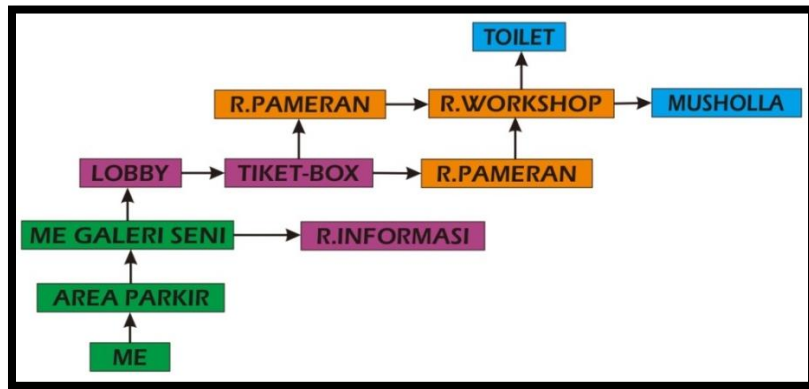 TOILET
R.PAMERAN
R.WORKSHOP
MUSHOLLA
LOBBY
TIKET-BOX
R.PAMERAN
ME GALERI SENI
R.INFORMASI
AREA PARKIR
ME